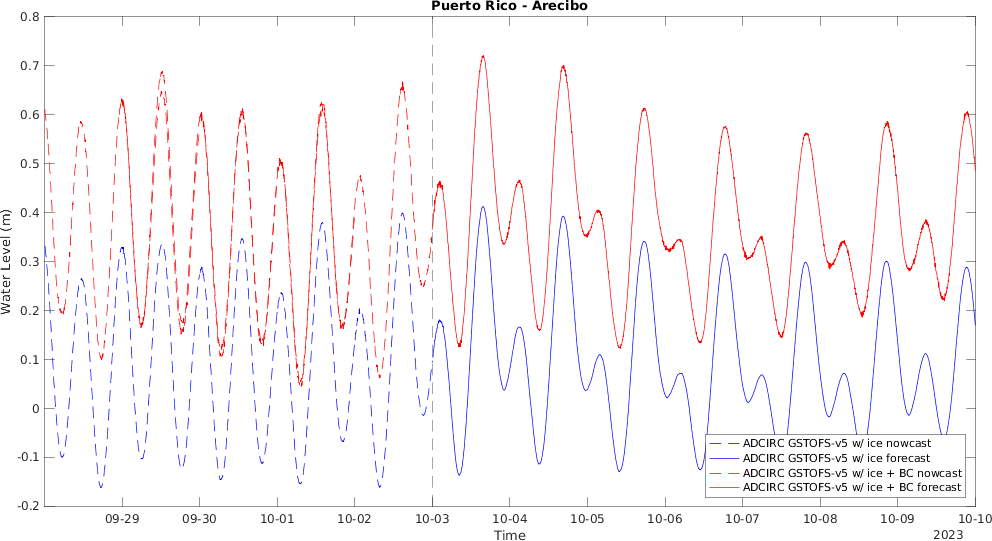 Puerto Rico - Arecibo
0.8
0.7
0.6
0.5
0.4
0.3
0.2
0.1
0
-0.1
-0.2
Water Level (m)
ADCIRC GSTOFS-v5 w/ ice nowcast
ADCIRC GSTOFS-v5 w/ ice forecast
ADCIRC GSTOFS-v5 w/ ice + BC nowcast
ADCIRC GSTOFS-v5 w/ ice + BC forecast
09-29 09-30 10-01 10-02 10-03 10-04 10-05 10-06 10-07 10-08 10-09 10-10
Time
2023